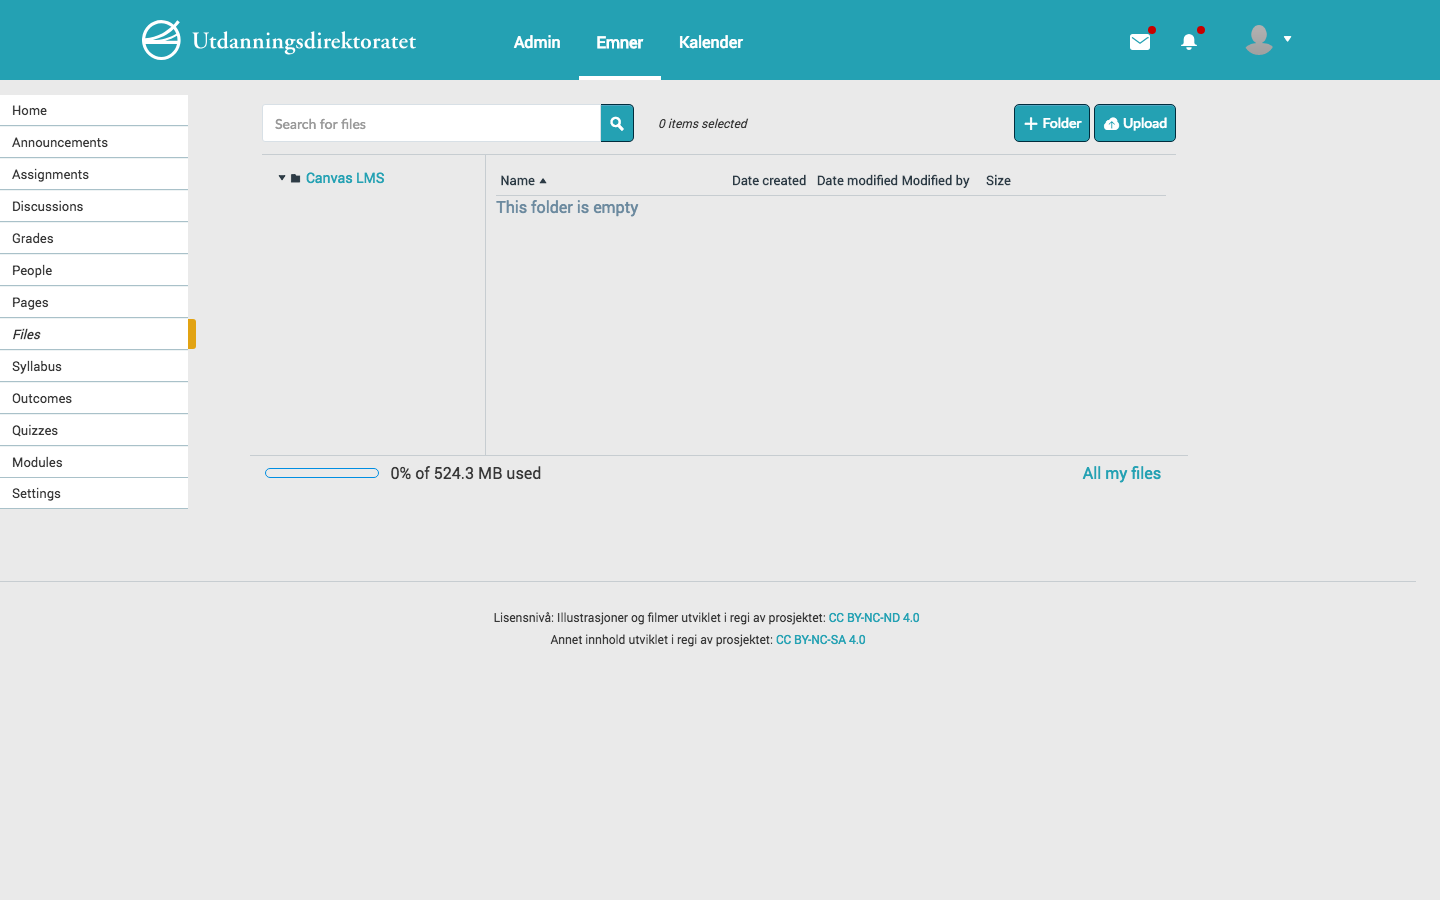 Utdanningsdirektoratet
Admin
Emner
Kalender
Home
Announcements
Assignments
Discussions
Grades
People
Pages
Files
Syllabus
Outcomes
Quizzes
Modules
Settings
Search for files
0 items selected
Folder
Upload
Canvas LMS
Name
Date created
Date modified
Modified by
Size
This folder is empty
0% of 524.3 MB used
All my files
Lisensnivå: Illustrasjoner og filmer utviklet i regi av prosjektet: CC BY-NC-ND 4.0
Annet innhold utviklet i regi av prosjektet: CC BY-NC-SA 4.0